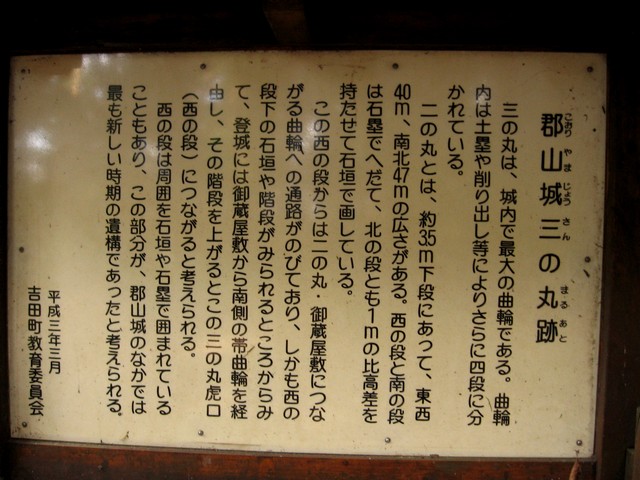 郡山城三の丸跡
こおりやまじょうさんまるあと
三の丸は、城内で最大の曲輪である。曲輪
内は土塁や削り出し等によりさらに四段に分
かれている。
二の丸とは、約3.5m下段にあって、東西
40m、南北47mの広さがある。西の段と南の段
は石塁でへだて、北の段とも1mの比高差を
持たせて石垣で画している。
この西の段からは二の丸・御蔵屋敷につな
がる曲輪への通路がのびており、しかも西の
段下の石垣や階段がみられるところからみ
て、登城には御蔵屋敷から南側の帯曲輪を経
由し、その階段を上がるとこの三の丸虎口
（西の段）につながると考えられる。
西の段は周囲を石垣や石塁で囲まれている
こともあり、この部分が、郡山城のなかでは
最も新しい時期の遺構であったと考えられる。
平成三年三月
吉田町教育委員会